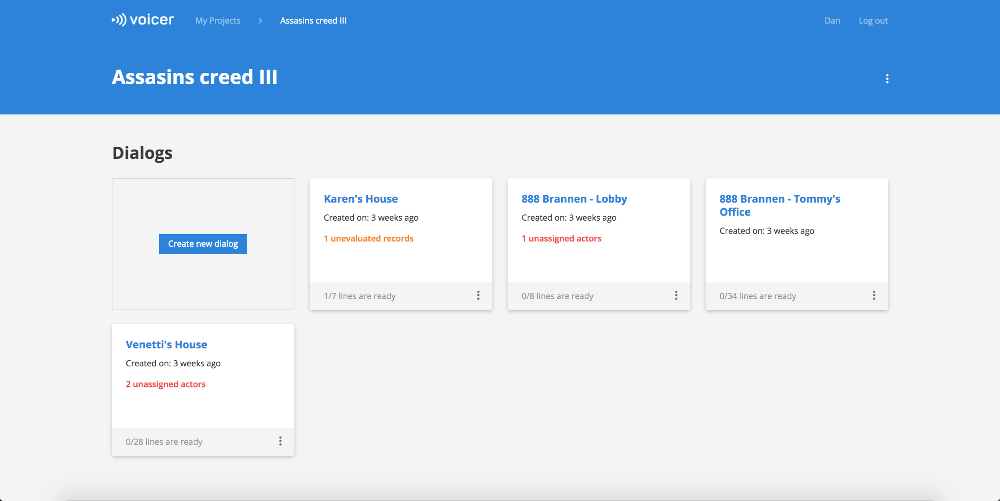 voicer
My Projects > Assasins creed III
Dan
Log out
Assasins creed III
Dialogs
Create new dialog
Karen's House
Created on: 3 weeks ago
1 unevaluated records
1/7 lines are ready
888 Brannen - Lobby
Created on: 3 weeks ago
1 unassigned actors
0/8 lines are ready
888 Brannen - Tommy's
Office
Created on: 3 weeks ago
0/34 lines are ready
Venetti's House
Created on: 3 weeks ago
2 unassigned actors
0/28 lines are ready